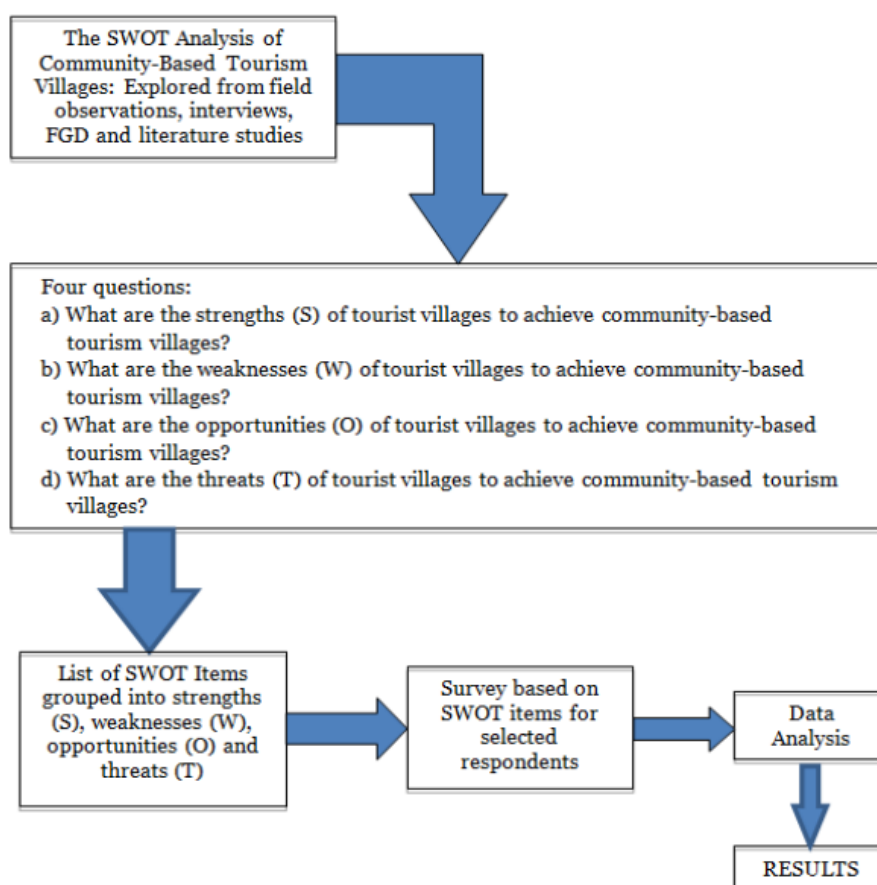 The SWOT Analysis of
Community-Based Tourism
Villages: Explored from field
observations, interviews,
FGD and literature studies
Four questions:
a) What are the strengths (S) of tourist villages to achieve community-based
tourism villages?
b) What are the weaknesses (W) of tourist villages to achieve community-based
tourism villages?
c) What are the opportunities (O) of tourist villages to achieve community-based
tourism villages?
d) What are the threats (T) of tourist villages to achieve community-based tourism
villages?
List of SWOT Items
grouped into strengths
(S), weaknesses (W),
opportunities (O) and
threats (T)
Survey based on
SWOT items for
selected
respondents
Data
Analysis
RESULTS